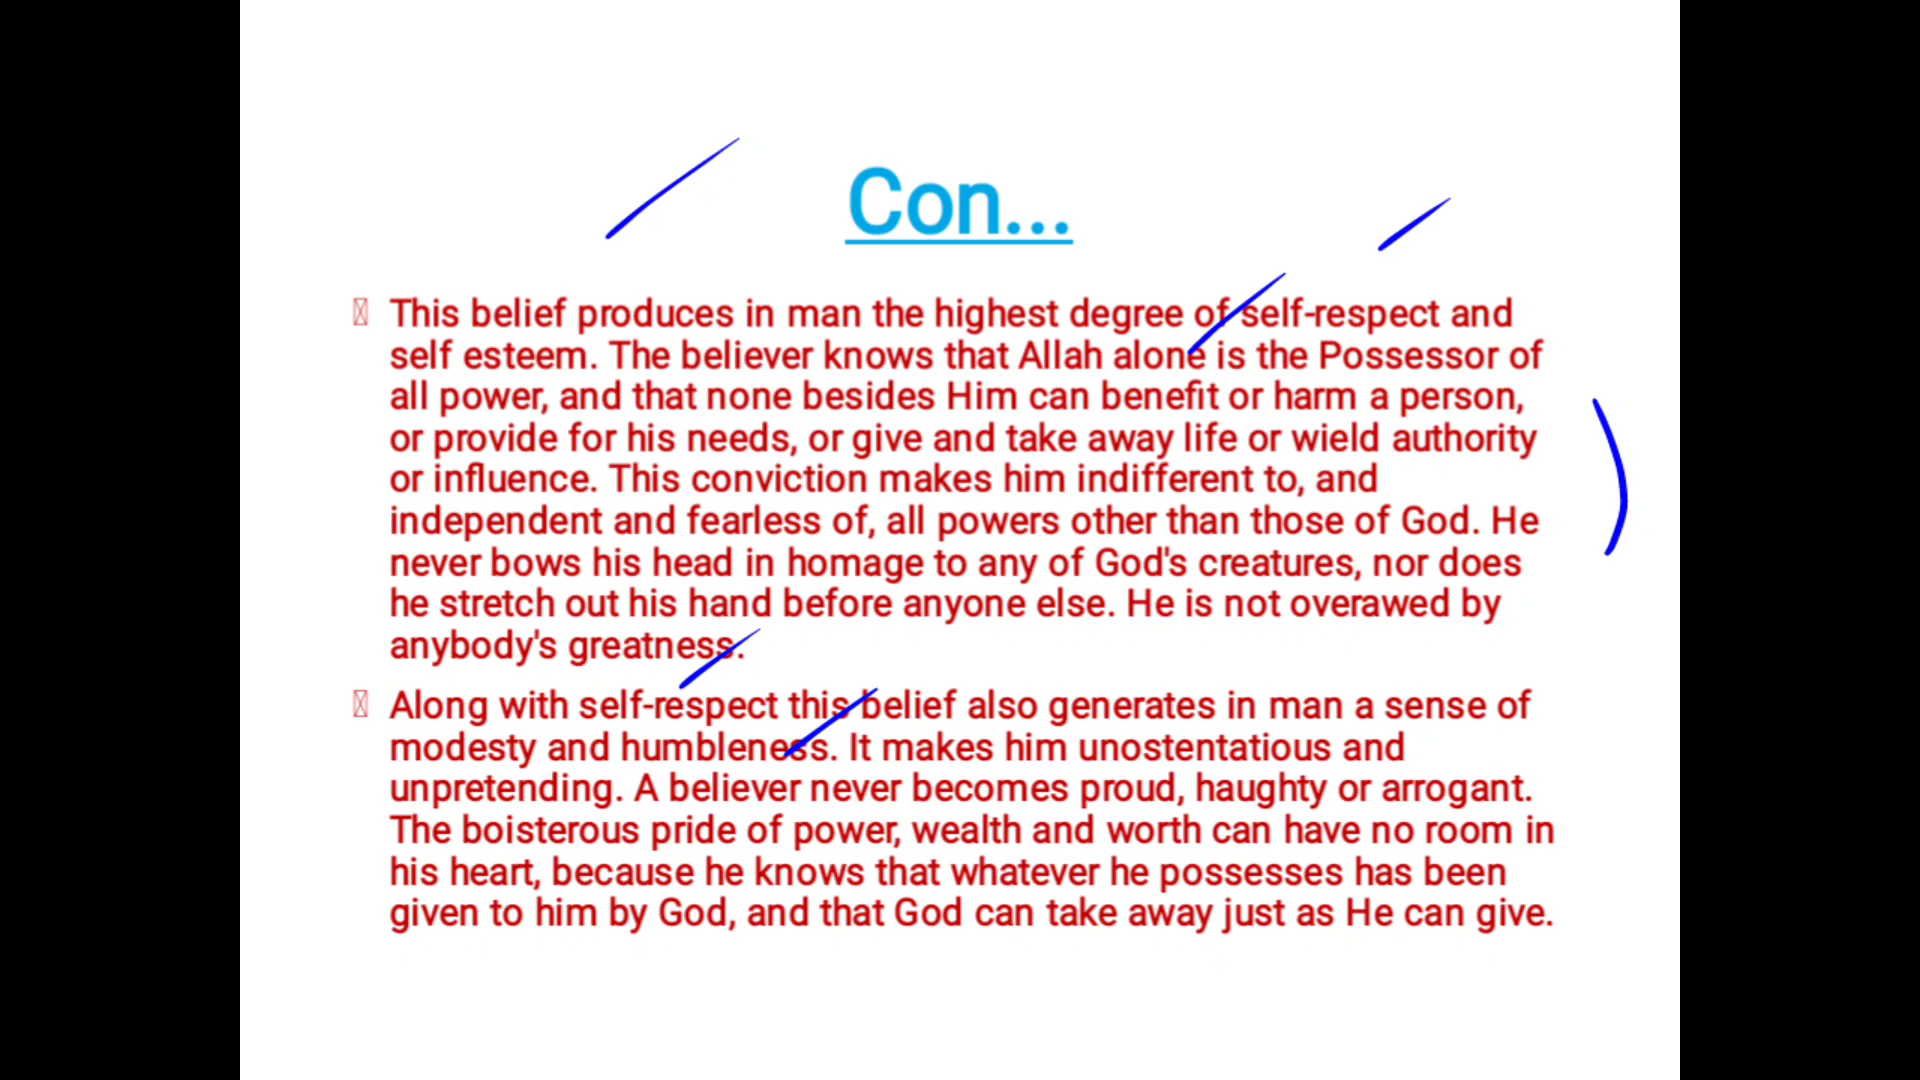 Con...
This belief produces in man the highest degree of self-respect and
self esteem. The believer knows that Allah alone is the Possessor of
all power, and that none besides Him can benefit or harm a person,
or provide for his needs, or give and take away life or wield authority
or influence. This conviction makes him indifferent to, and
independent and fearless of, all powers other than those of God. He
never bows his head in homage to any of God's creatures, nor does
he stretch out his hand before anyone else. He is not overawed by
anybody's greatness.
Along with self-respect this belief also generates in man a sense of
modesty and humbleness. It makes him unostentatious and
unpretending. A believer never becomes proud, haughty or arrogant.
The boisterous pride of power, wealth and worth can have no room in
his heart, because he knows that whatever he possesses has been
given to him by God, and that God can take away just as He can give.